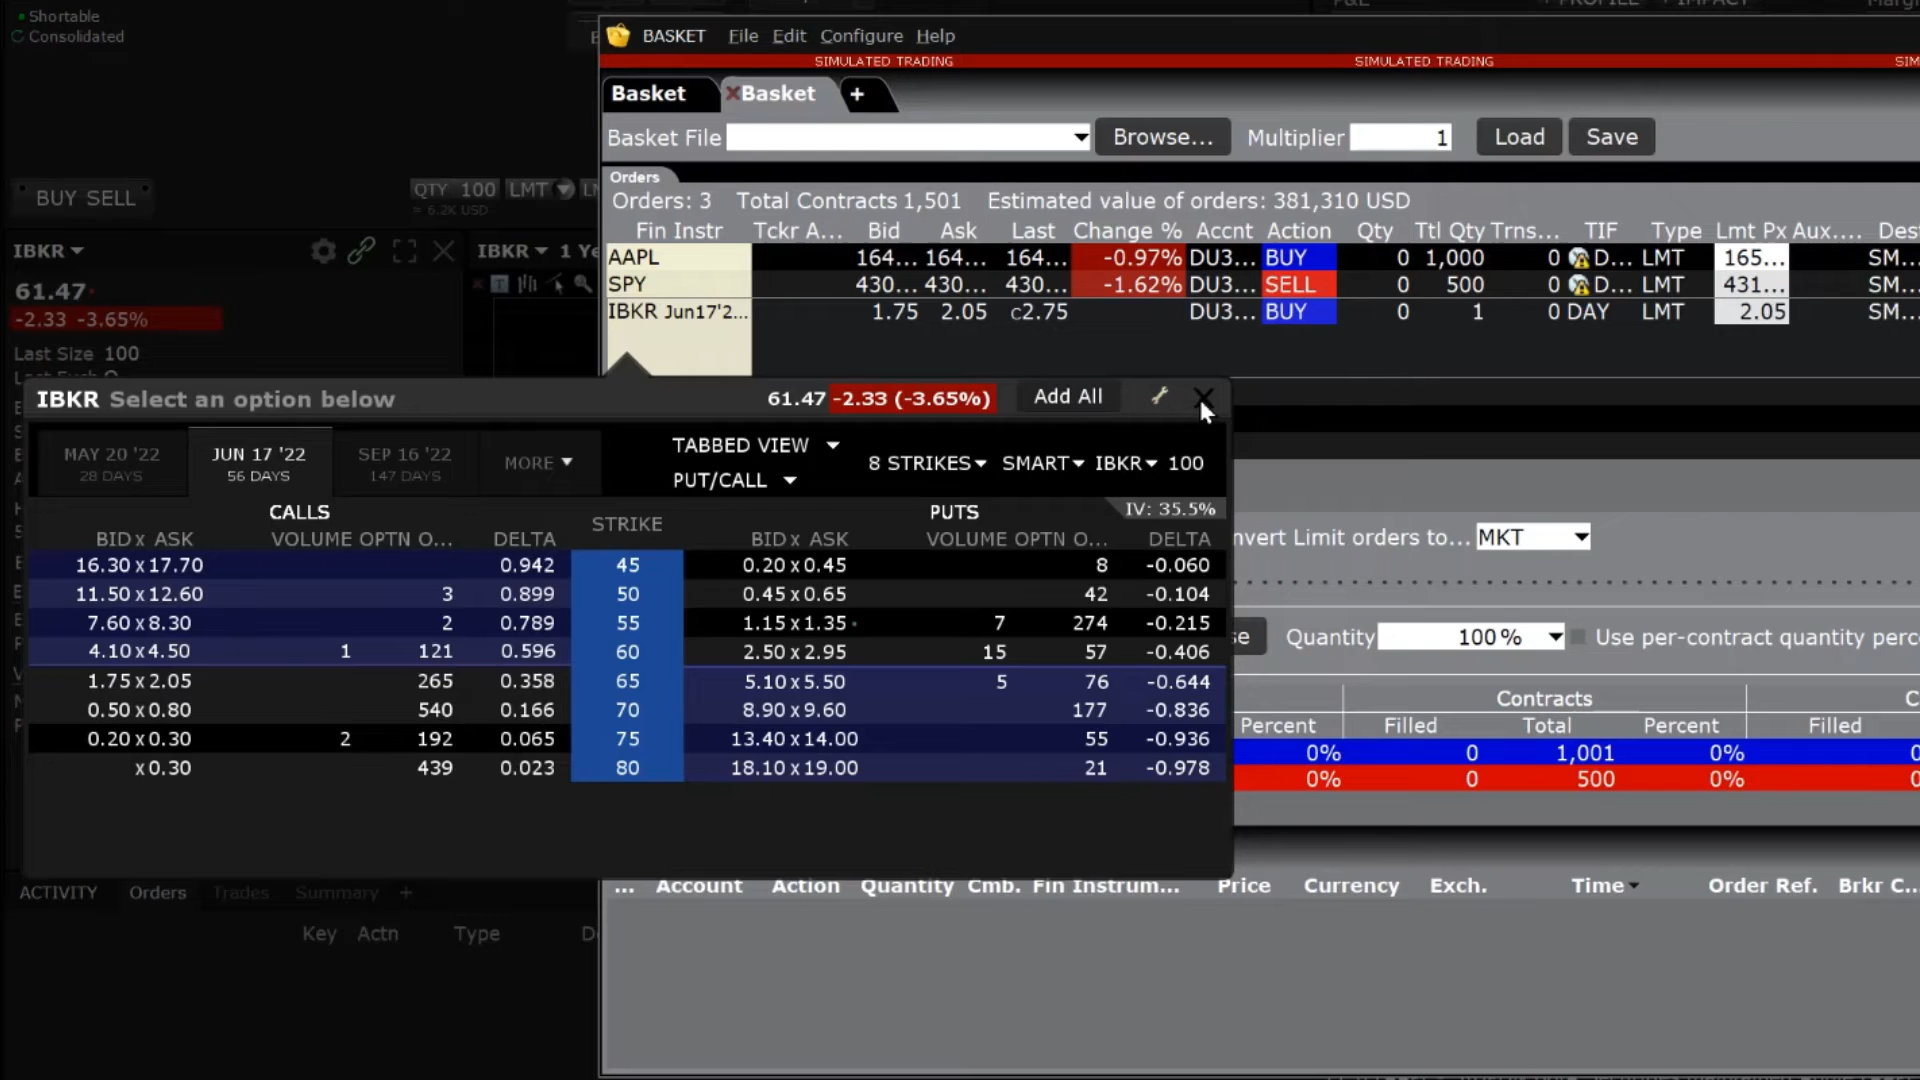 Shortable
Consolidated
BASKET File Edit Configure Help
SIMULATED TRADING SIMULATED TRADING SIM
Basket Basket +
Basket File Browse... Multiplier 1 Load Save
Orders
Orders: 3 Total Contracts 1,501 Estimated value of orders: 381,310 USD
Fin Instr Tckr A... Bid Ask Last Change % Accnt Action Qty Ttl Qty Trns... TIF Type Lmt Px Aux.... Des
AAPL 164... 164... 164... -0.97% DU3... BUY 0 1,000 0 D... LMT 165... SM...
SPY 430... 430... 430... -1.62% DU3... SELL 0 500 0 D... LMT 431... SM...
IBKR Jun17'2... 1.75 2.05 c2.75 DU3... BUY 0 1 0 DAY LMT 2.05 SM...
BUY SELL QTY 100 LMT
≈ 6.2K USD
IBKR IBKR 1 Ye
61.47
-2.33 -3.65%
Last Size 100
IBKR Select an option below 61.47 -2.33 (-3.65%) Add All
MAY 20 '22 JUN 17 '22 SEP 16 '22 MORE
28 DAYS 56 DAYS 147 DAYS
TABBED VIEW
PUT/CALL
8 STRIKES SMART IBKR 100
CALLS STRIKE PUTS IV: 35.5%
BID x ASK VOLUME OPTN O... DELTA BID x ASK VOLUME OPTN O... DELTA
16.30 x 17.70 0.942 45 0.20 x 0.45 8 -0.060
11.50 x 12.60 3 0.899 50 0.45 x 0.65 42 -0.104
7.60 x 8.30 2 0.789 55 1.15 x 1.35 7 274 -0.215
4.10 x 4.50 1 121 0.596 60 2.50 x 2.95 15 57 -0.406
1.75 x 2.05 265 0.358 65 5.10 x 5.50 5 76 -0.644
0.50 x 0.80 540 0.166 70 8.90 x 9.60 177 -0.836
0.20 x 0.30 2 192 0.065 75 13.40 x 14.00 55 -0.936
x 0.30 439 0.023 80 18.10 x 19.00 21 -0.978
nvert Limit orders to... MKT
se Quantity 100 % Use per-contract quantity perc
Contracts C
Percent Filled Total Percent Filled
0% 0 1,001 0% 0
0% 0 500 0% 0
ACTIVITY Orders Trades Summary +
Key Actn Type D
... Account Action Quantity Cmb. Fin Instrum... Price Currency Exch. Time Order Ref. Brkr C...